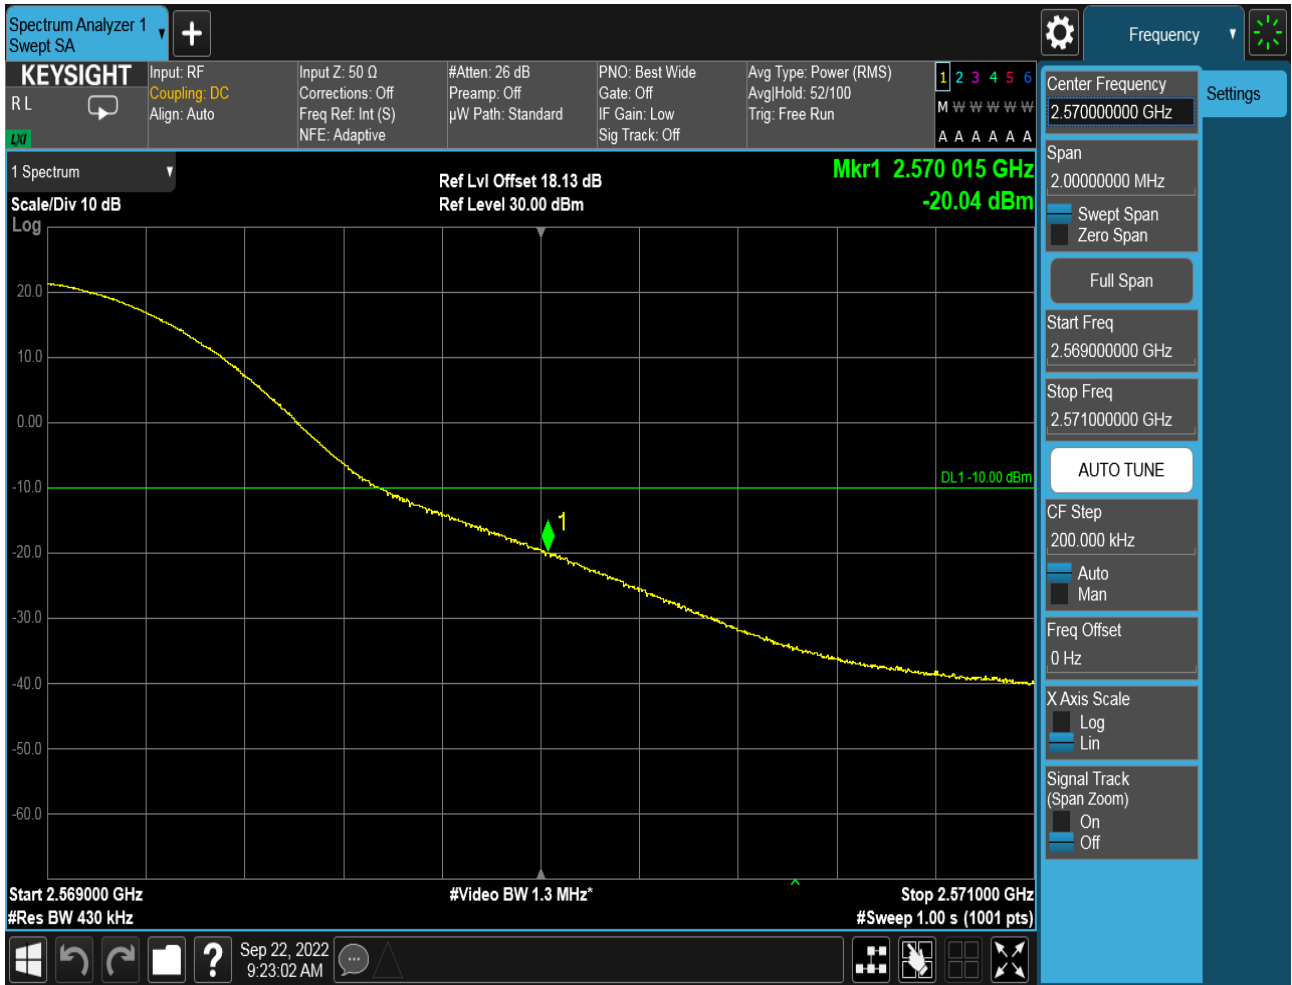 Spectrum Analyzer 1
Swept SA
Frequency
KEYSIGHT
R L
LXI
Input: RF
Coupling: DC
Align: Auto
Input Z: 50 Ω
Corrections: Off
Freq Ref: Int (S)
NFE: Adaptive
#Atten: 26 dB
Preamp: Off
µW Path: Standard
PNO: Best Wide
Gate: Off
IF Gain: Low
Sig Track: Off
Avg Type: Power (RMS)
Avg|Hold: 52/100
Trig: Free Run
1 2 3 4 5 6
M W W W W W
A A A A A A
1 Spectrum
Scale/Div 10 dB
Log
Ref Lvl Offset 18.13 dB
Ref Level 30.00 dBm
Mkr1 2.570 015 GHz
-20.04 dBm
20.0
10.0
0.00
-10.0
-20.0
-30.0
-40.0
-50.0
-60.0
DL1 -10.00 dBm
1
Start 2.569000 GHz
#Res BW 430 kHz
#Video BW 1.3 MHz*
Stop 2.571000 GHz
#Sweep 1.00 s (1001 pts)
Center Frequency
2.570000000 GHz
Span
2.00000000 MHz
Swept Span
Zero Span
Full Span
Start Freq
2.569000000 GHz
Stop Freq
2.571000000 GHz
AUTO TUNE
CF Step
200.000 kHz
Auto
Man
Freq Offset
0 Hz
X Axis Scale
Log
Lin
Signal Track
(Span Zoom)
On
Off
Settings
?
Sep 22, 2022
9:23:02 AM